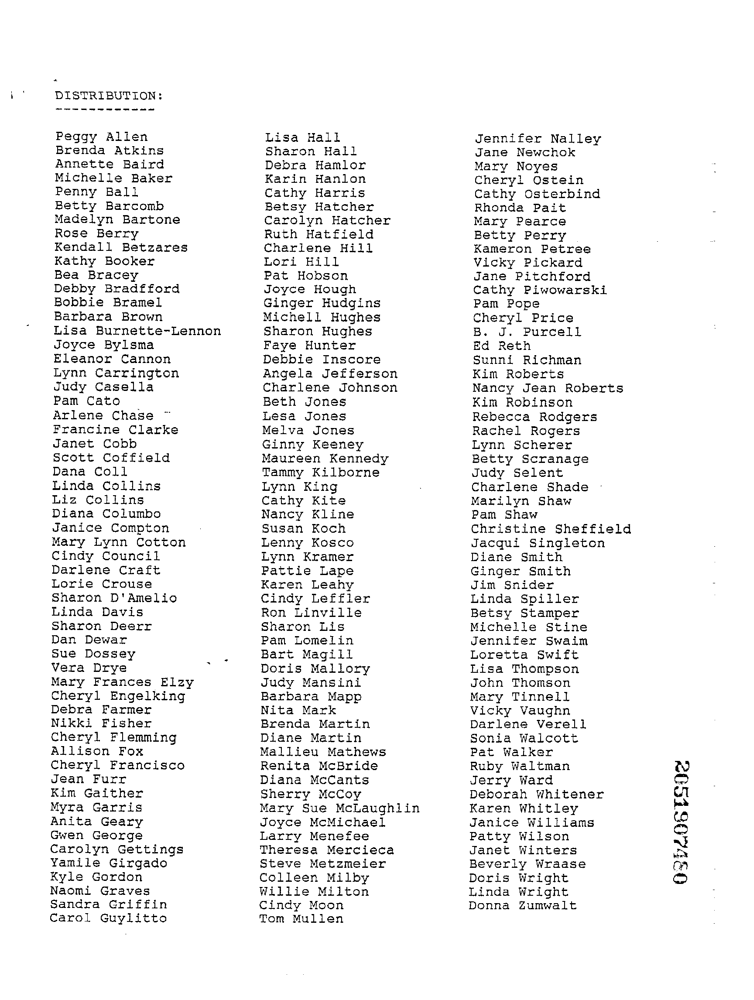 DISTRIBUTION:
------------
Peggy Allen
Brenda Atkins
Annette Baird
Michelle Baker
Penny Ball
Betty Barcomb
Madelyn Bartone
Rose Berry
Kendall Betzares
Kathy Booker
Bea Bracey
Debby Bradfford
Bobbie Bramel
Barbara Brown
Lisa Burnette-Lennon
Joyce Bylsma
Eleanor Cannon
Lynn Carrington
Judy Casella
Pam Cato
Arlene Chase
Francine Clarke
Janet Cobb
Scott Coffield
Dana Coll
Linda Collins
Liz Collins
Diana Columbo
Janice Compton
Mary Lynn Cotton
Cindy Council
Darlene Craft
Lorie Crouse
Sharon D'Amelio
Linda Davis
Sharon Deerr
Dan Dewar
Sue Dossey
Vera Drye
Mary Frances Elzy
Cheryl Engelking
Debra Farmer
Nikki Fisher
Cheryl Flemming
Allison Fox
Cheryl Francisco
Jean Furr
Kim Gaither
Myra Garris
Anita Geary
Gwen George
Carolyn Gettings
Yamile Girgado
Kyle Gordon
Naomi Graves
Sandra Griffin
Carol Guylitto
Lisa Hall
Sharon Hall
Debra Hamlor
Karin Hanlon
Cathy Harris
Betsy Hatcher
Carolyn Hatcher
Ruth Hatfield
Charlene Hill
Lori Hill
Pat Hobson
Joyce Hough
Ginger Hudgins
Michell Hughes
Sharon Hughes
Faye Hunter
Debbie Inscore
Angela Jefferson
Charlene Johnson
Beth Jones
Lesa Jones
Melva Jones
Ginny Keeney
Maureen Kennedy
Tammy Kilborne
Lynn King
Cathy Kite
Nancy Kline
Susan Koch
Lenny Kosco
Lynn Kramer
Pattie Lape
Karen Leahy
Cindy Leffler
Ron Linville
Sharon Lis
Pam Lomelin
Bart Magill
Doris Mallory
Judy Mansini
Barbara Mapp
Nita Mark
Brenda Martin
Diane Martin
Mallieu Mathews
Renita McBride
Diana McCants
Sherry McCoy
Mary Sue McLaughlin
Joyce McMichael
Larry Menefee
Theresa Mercieca
Steve Metzmeier
Colleen Milby
Willie Milton
Cindy Moon
Tom Mullen
Jennifer Nalley
Jane Newchok
Mary Noyes
Cheryl Ostein
Cathy Osterbind
Rhonda Pait
Mary Pearce
Betty Perry
Kameron Petree
Vicky Pickard
Jane Pitchford
Cathy Piwowarski
Pam Pope
Cheryl Price
B. J. Purcell
Ed Reth
Sunni Richman
Kim Roberts
Nancy Jean Roberts
Kim Robinson
Rebecca Rodgers
Rachel Rogers
Lynn Scherer
Betty Scranage
Judy Selent
Charlene Shade
Marilyn Shaw
Pam Shaw
Christine Sheffield
Jacqui Singleton
Diane Smith
Ginger Smith
Jim Snider
Linda Spiller
Betsy Stamper
Michelle Stine
Jennifer Swaim
Loretta Swift
Lisa Thompson
John Thomson
Mary Tinnell
Vicky Vaughn
Darlene Verell
Sonia Walcott
Pat Walker
Ruby Waltman
Jerry Ward
Deborah Whitener
Karen Whitley
Janice Williams
Patty Wilson
Janet Winters
Beverly Wraase
Doris Wright
Linda Wright
Donna Zumwalt
2051907480